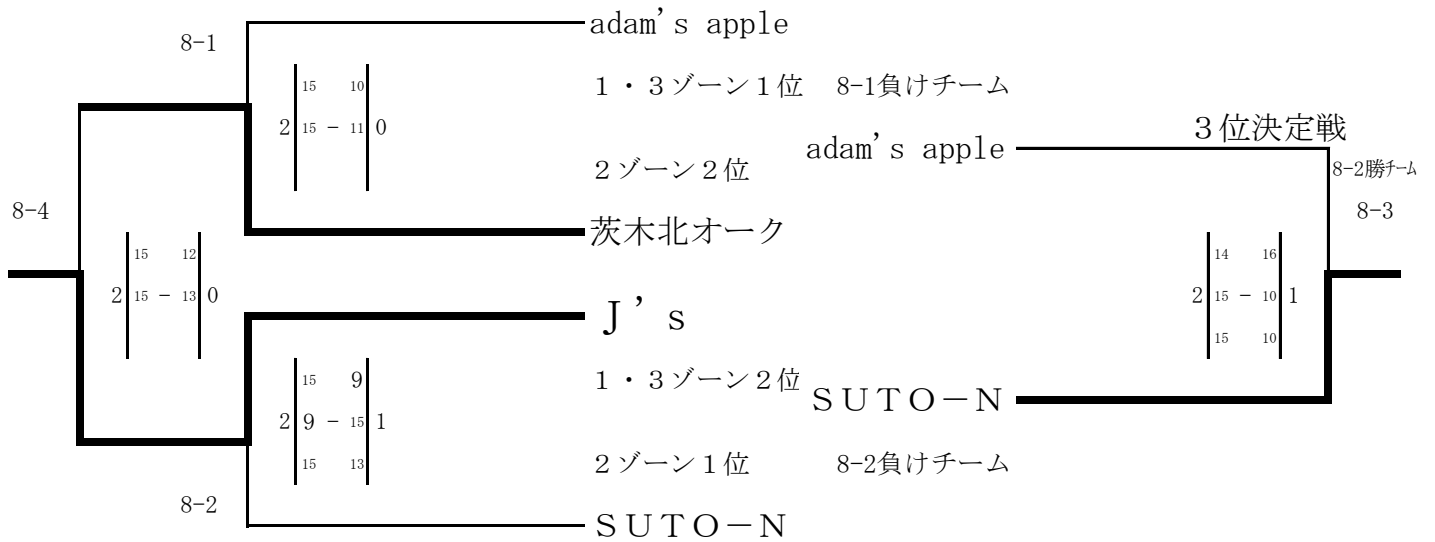 adam's apple
8-1
15 10
2 15 － 11 0
１・３ゾーン１位 8-1負けチーム
３位決定戦
adam's apple
２ゾーン２位
8-2勝チーム
8-4
8-3
茨木北オーク
15 12
2 15 － 13 0
14 16
2 15 － 10 1
15 10
Ｊ’ｓ
15 9
2 9 － 15 1
15 13
１・３ゾーン２位
ＳＵＴＯ－Ｎ
２ゾーン１位 8-2負けチーム
8-2
ＳＵＴＯ－Ｎ